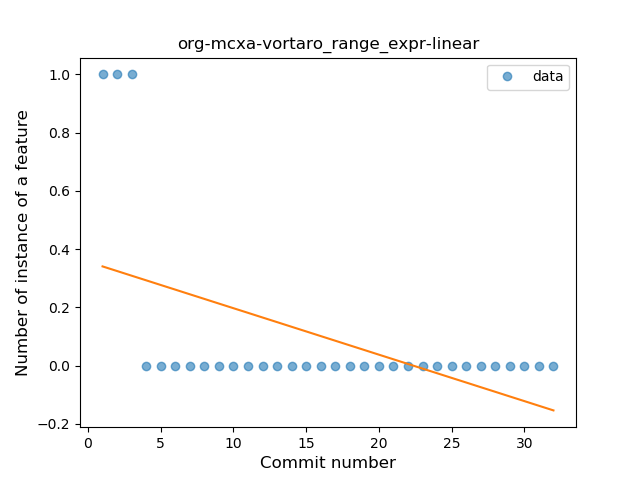 org-mcxa-vortaro_range_expr-linear
data
Number of instance of a feature
1.0
0.8
0.6
0.4
0.2
0.0
−0.2
0 5 10 15 20 25 30
Commit number